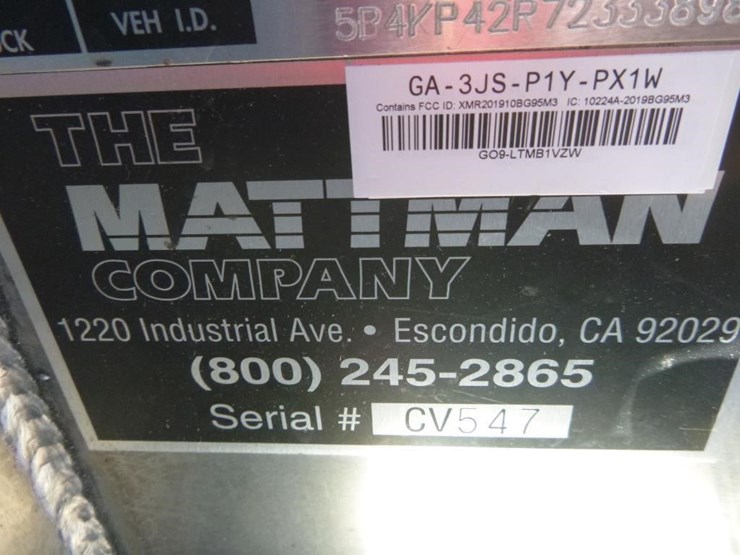 VEH I.D.
5B4KP42R72333898
GA-3JS-P1Y-PX1W
Contains FCC ID: XMR201910BG95M3 IC: 10224A-2019BG95M3
GO9-LTMB1VZW
THE
MATTMAN
COMPANY
1220 Industrial Ave. • Escondido, CA 92029
(800) 245-2865
Serial # CV547